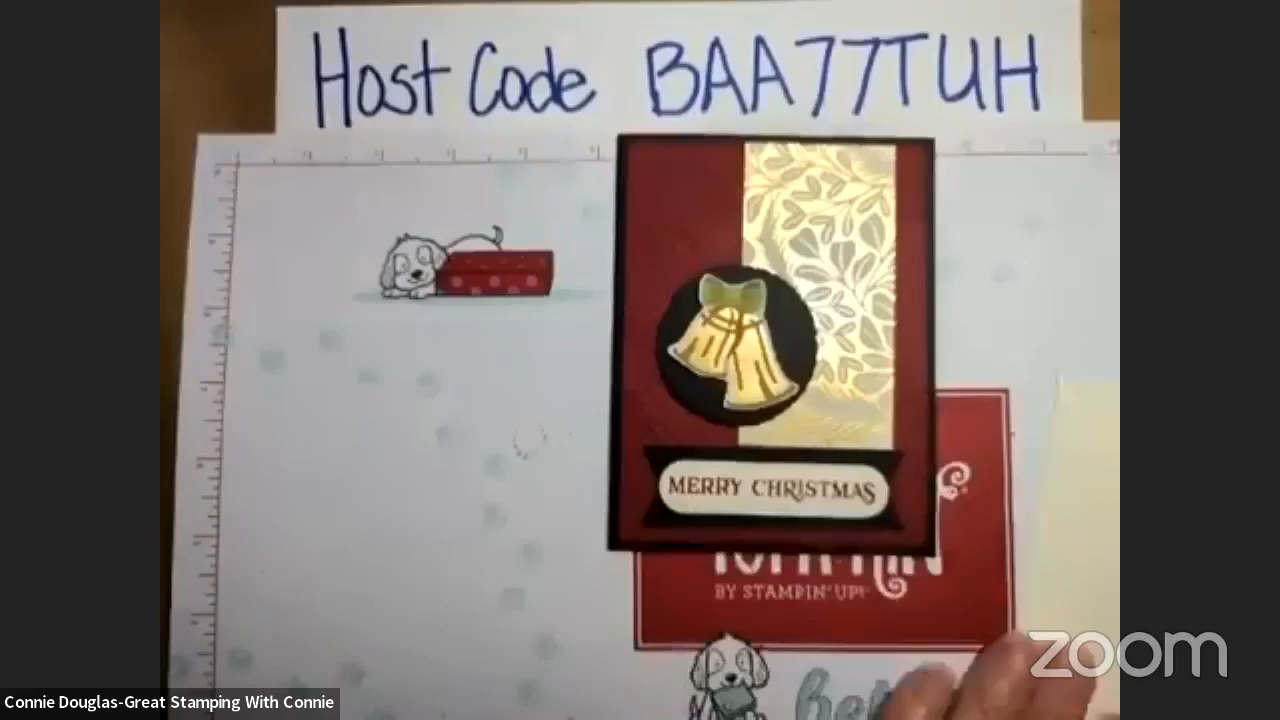 Host Code BAA77TUH
MERRY CHRISTMAS
BY STAMPIN' UP!
zoom
Connie Douglas-Great Stamping With Connie